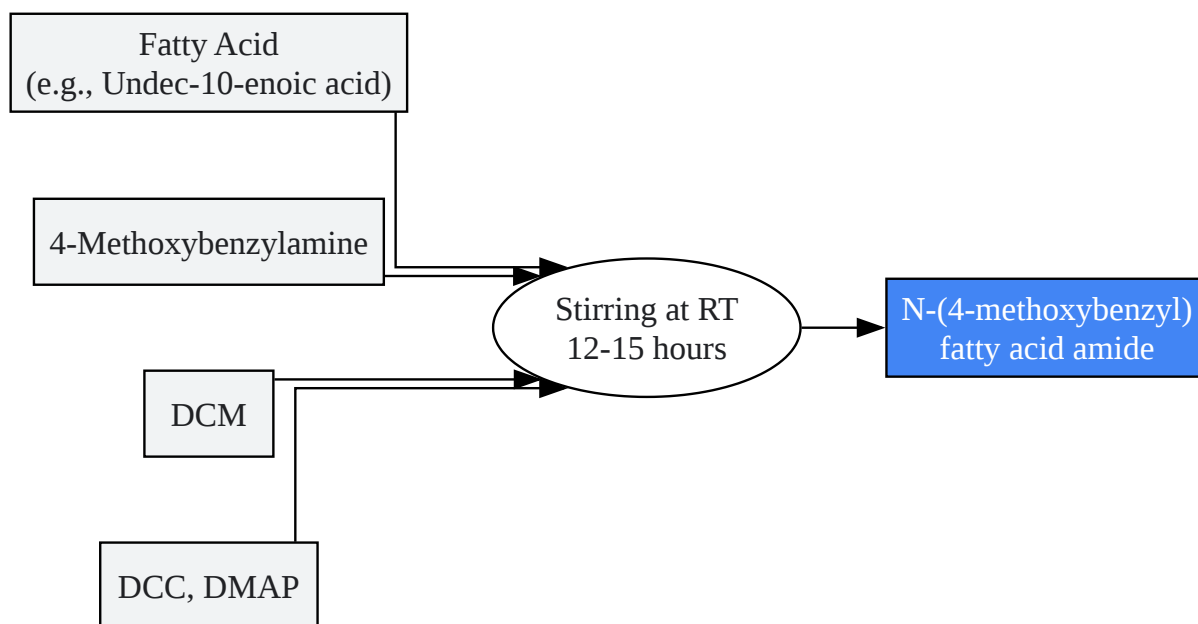 Fatty Acid
(e.g., Undec-10-enoic acid)
4-Methoxybenzylamine
Stirring at RT
12-15 hours
N-(4-methoxybenzyl)
fatty acid amide
DCM
DCC, DMAP